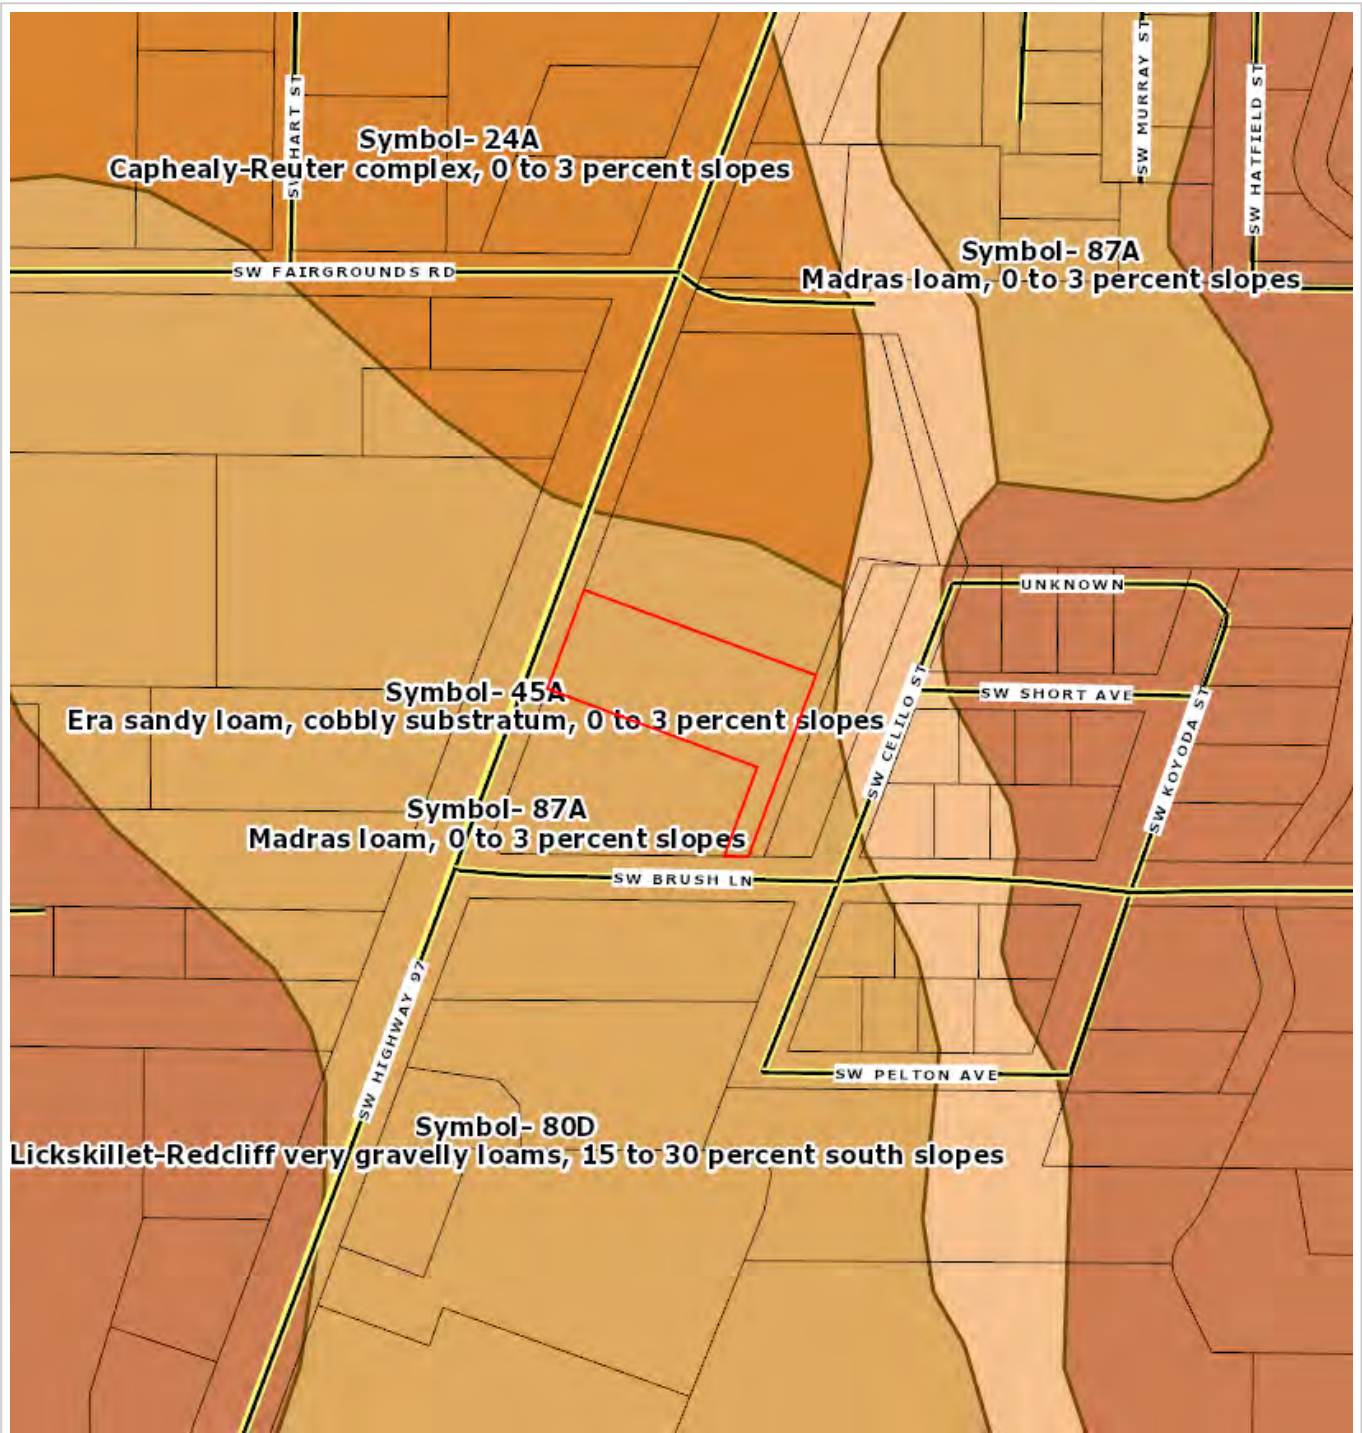 SW HART ST
SW MURRAY ST
SW HATFIELD ST
Symbol- 24A
Caphealy-Reuter complex, 0 to 3 percent slopes
SW FAIRGROUNDS RD
Symbol- 87A
Madras loam, 0 to 3 percent slopes
UNKNOWN
SW SHORT AVE
SW CELILO ST
SW KOYODA ST
Symbol- 45A
Era sandy loam, cobbly substratum, 0 to 3 percent slopes
Symbol- 87A
Madras loam, 0 to 3 percent slopes
SW BRUSH LN
SW HIGHWAY 97
SW PELTON AVE
Symbol- 80D
Lickskillet-Redcliff very gravelly loams, 15 to 30 percent south slopes